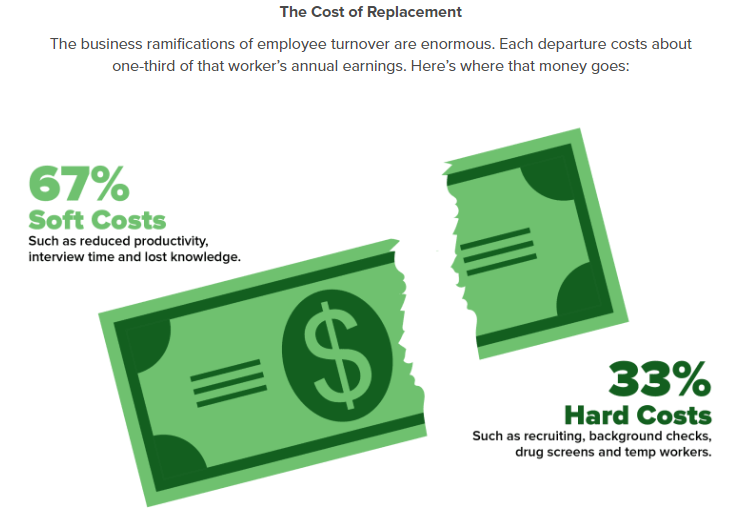 The Cost of Replacement
The business ramifications of employee turnover are enormous. Each departure costs about
one-third of that worker’s annual earnings. Here’s where that money goes:
67%
Soft Costs
Such as reduced productivity,
interview time and lost knowledge.
$
33%
Hard Costs
Such as recruiting, background checks,
drug screens and temp workers.